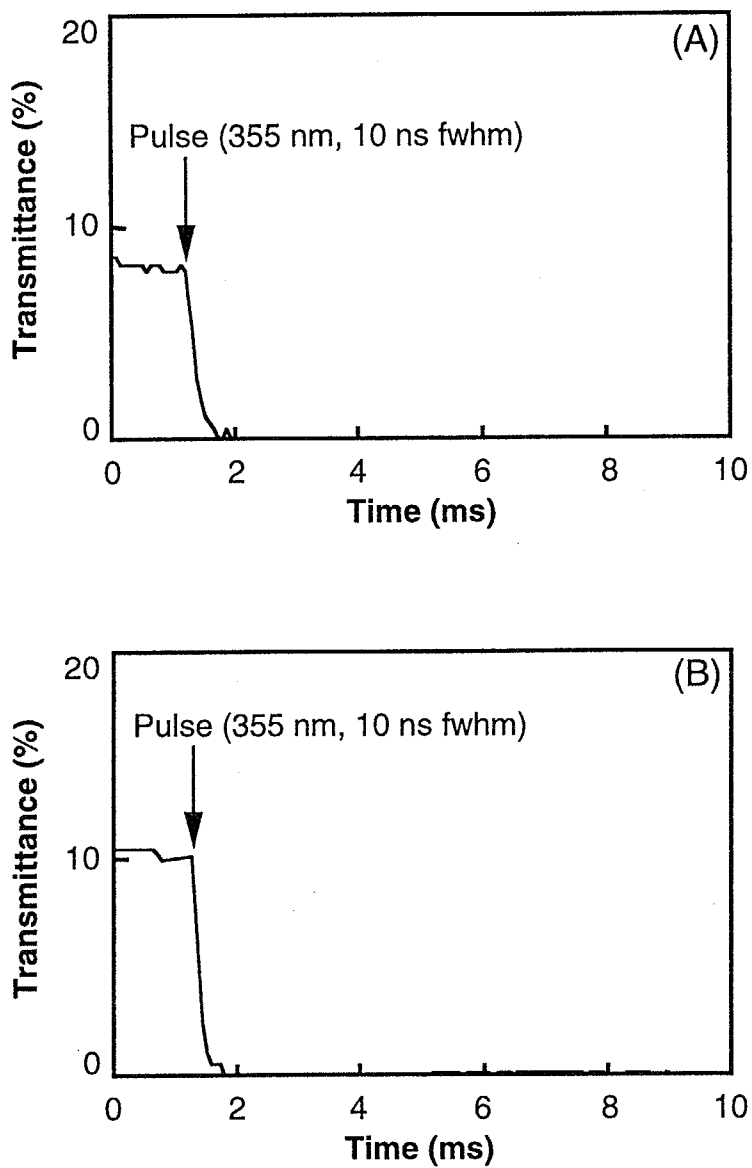 (A)
Transmittance (%)
20
10
0
Pulse (355 nm, 10 ns fwhm)
0 2 4 6 8 10
Time (ms)
(B)
Transmittance (%)
20
10
0
Pulse (355 nm, 10 ns fwhm)
0 2 4 6 8 10
Time (ms)